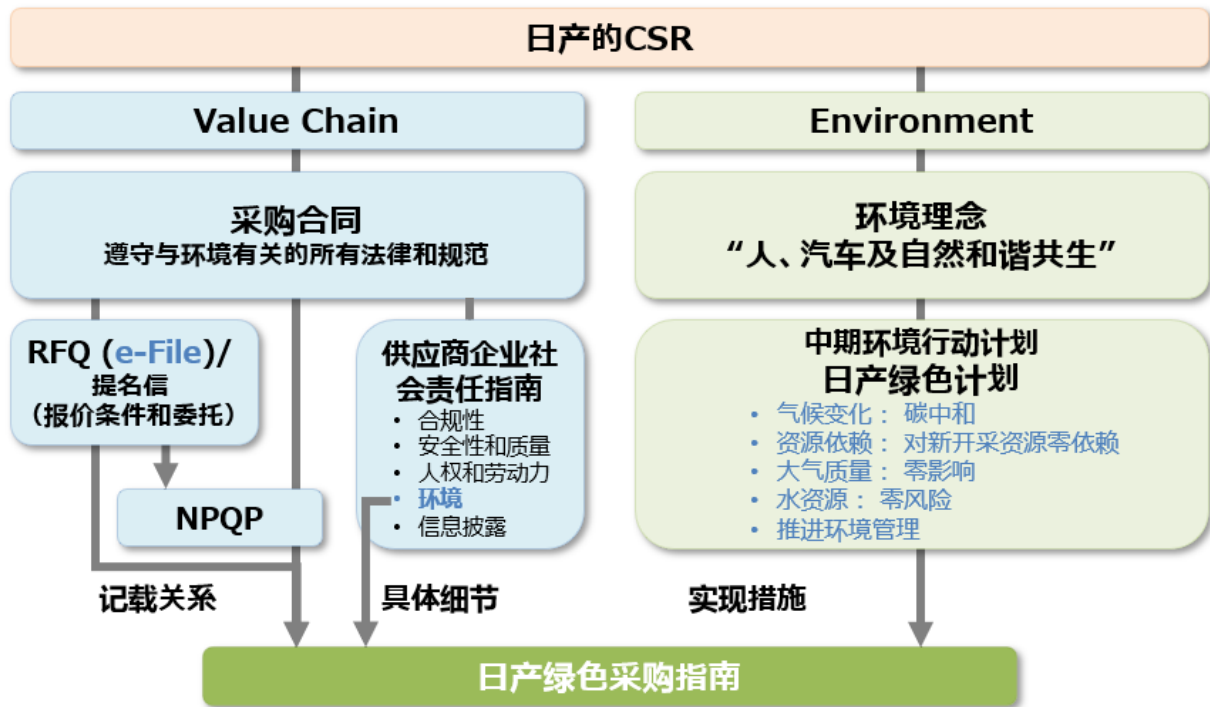 日产的CSR
Value Chain
采购合同
遵守与环境有关的所有法律和规范
RFQ (e-File)/
提名信
（报价条件和委托）
NPQP
供应商企业社
会责任指南
• 合规性
• 安全性和质量
• 人权和劳动力
• 环境
• 信息披露
Environment
环境理念
“人、汽车及自然和谐共生”
中期环境行动计划
日产绿色计划
• 气候变化： 碳中和
• 资源依赖： 对新开采资源零依赖
• 大气质量： 零影响
• 水资源： 零风险
• 推进环境管理
记载关系
具体细节
实现措施
日产绿色采购指南